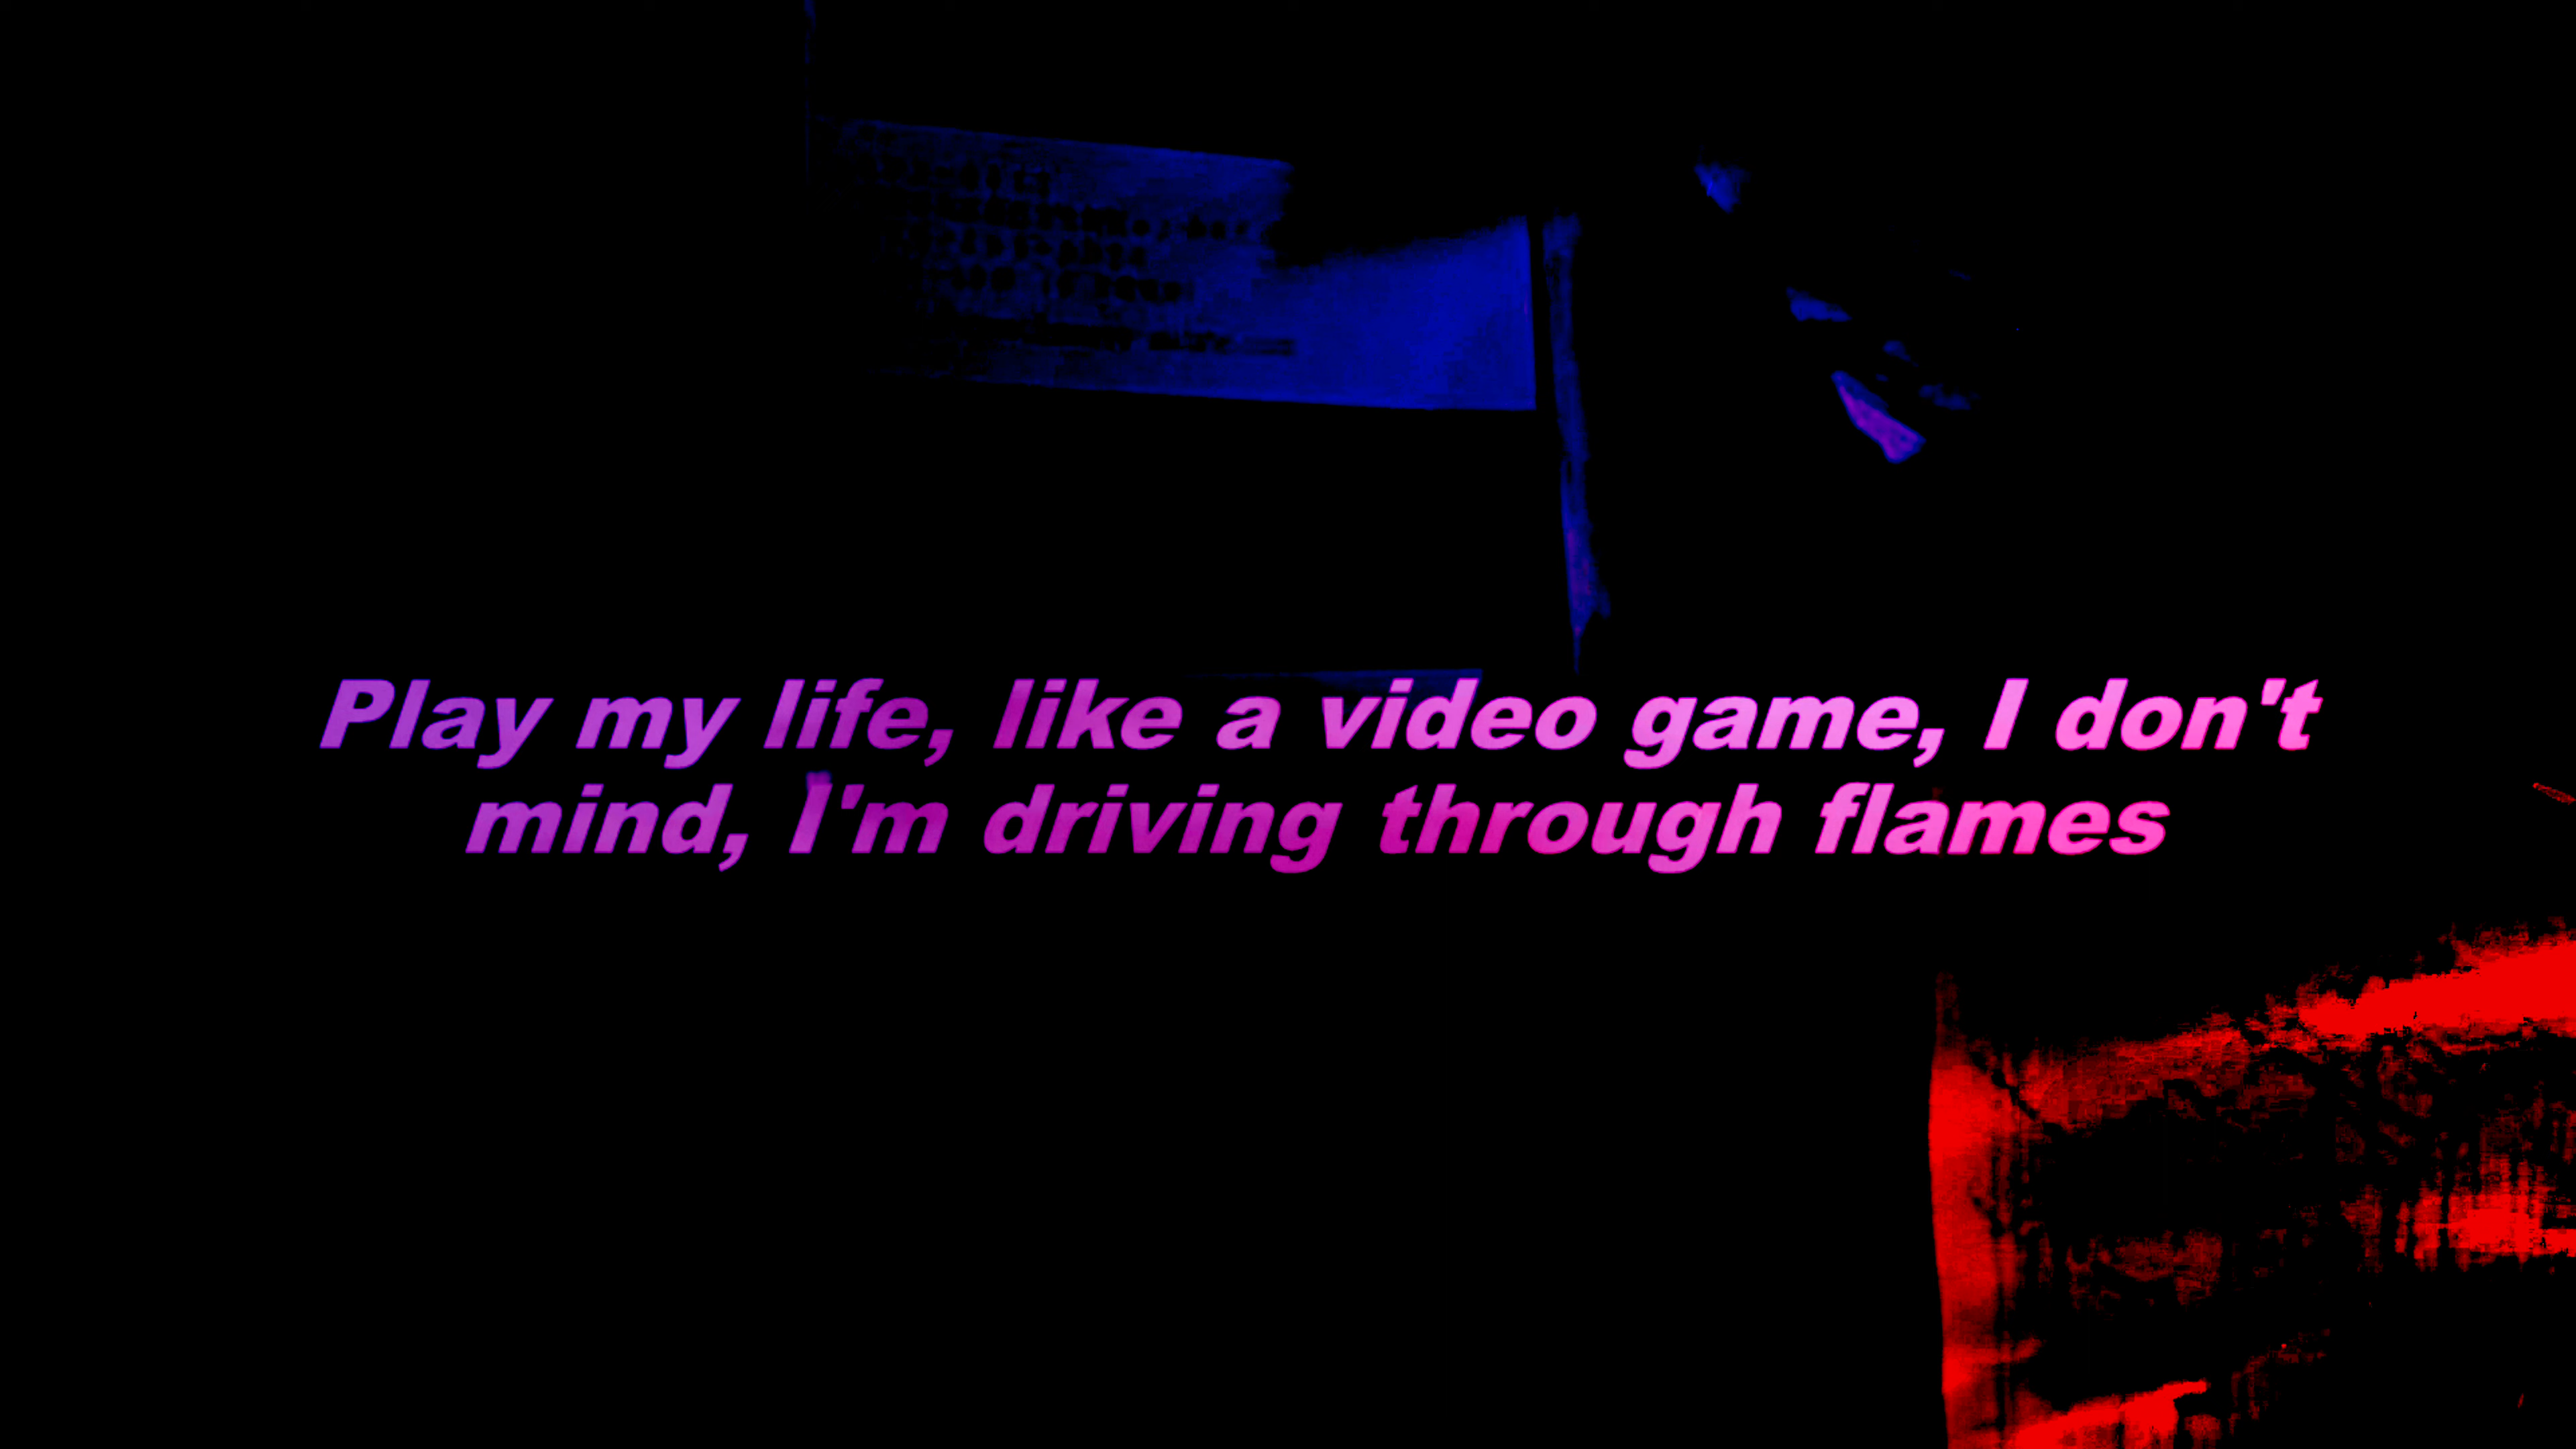 Play my life, like a video game, I don't
mind, I'm driving through flames